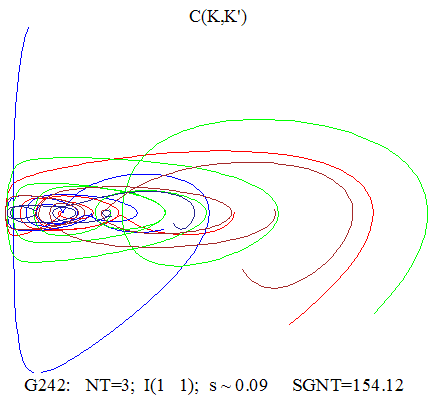 C(K,K')
G242: NT=3; I(1 1); s ~ 0.09 SGNT=154.12